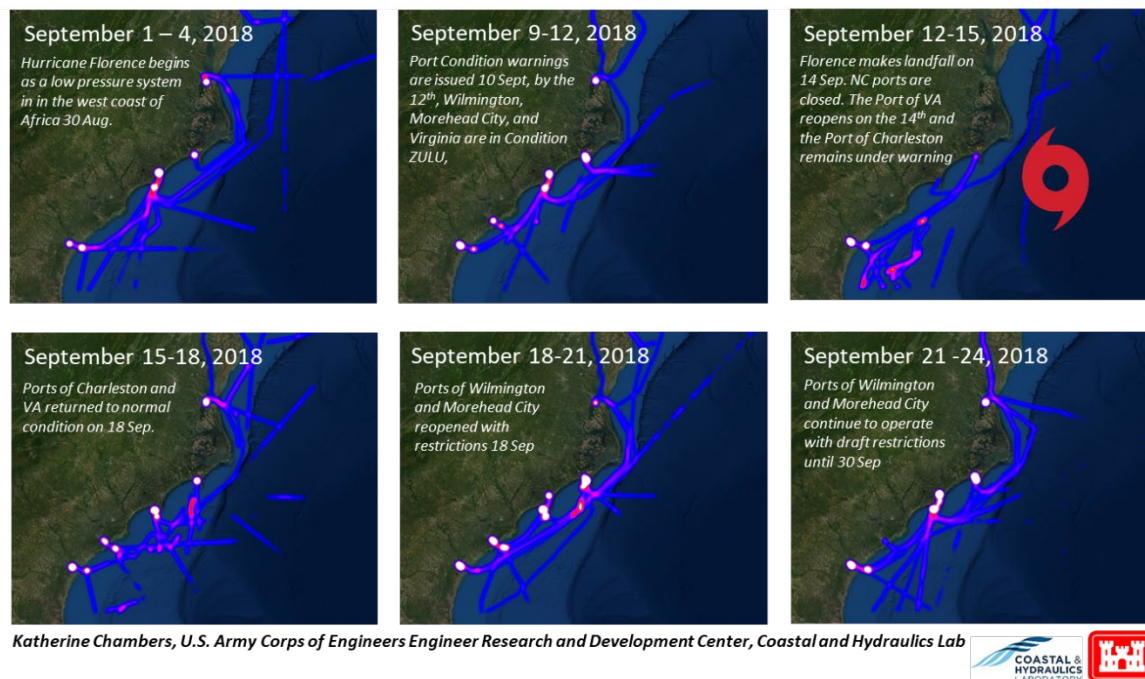 September 1 – 4, 2018
Hurricane Florence begins
as a low pressure system
in in the west coast of
Africa 30 Aug.
September 9-12, 2018
Port Condition warnings
are issued 10 Sept, by the
12th, Wilmington,
Morehead City, and
Virginia are in Condition
ZULU,
September 12-15, 2018
Florence makes landfall on
14 Sep. NC ports are
closed. The Port of VA
reopens on the 14th and
the Port of Charleston
remains under warning
September 15-18, 2018
Ports of Charleston and
VA returned to normal
condition on 18 Sep.
September 18-21, 2018
Ports of Wilmington
and Morehead City
reopened with
restrictions 18 Sep
September 21 -24, 2018
Ports of Wilmington
and Morehead City
continue to operate
with draft restrictions
until 30 Sep
Katherine Chambers, U.S. Army Corps of Engineers Engineer Research and Development Center, Coastal and Hydraulics Lab
COASTAL &
HYDRAULICS
LABORATORY